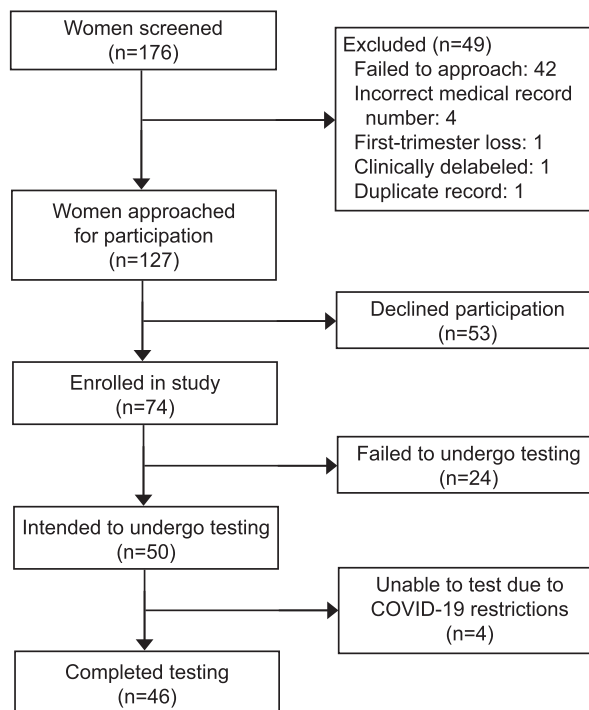 Women screened
(n=176)
Excluded (n=49)
Failed to approach: 42
Incorrect medical record
number: 4
First-trimester loss: 1
Clinically delabeled: 1
Duplicate record: 1
Women approached
for participation
(n=127)
Declined participation
(n=53)
Enrolled in study
(n=74)
Failed to undergo testing
(n=24)
Intended to undergo testing
(n=50)
Unable to test due to
COVID-19 restrictions
(n=4)
Completed testing
(n=46)